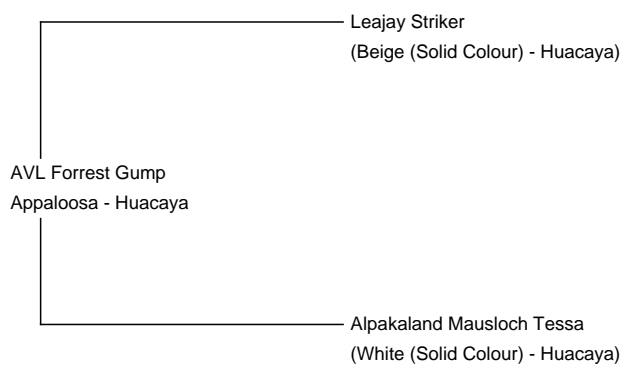 Leajay Striker
(Beige (Solid Colour) - Huacaya)
AVL Forrest Gump
Appaloosa - Huacaya
Alpakaland Mausloch Tessa
(White (Solid Colour) - Huacaya)